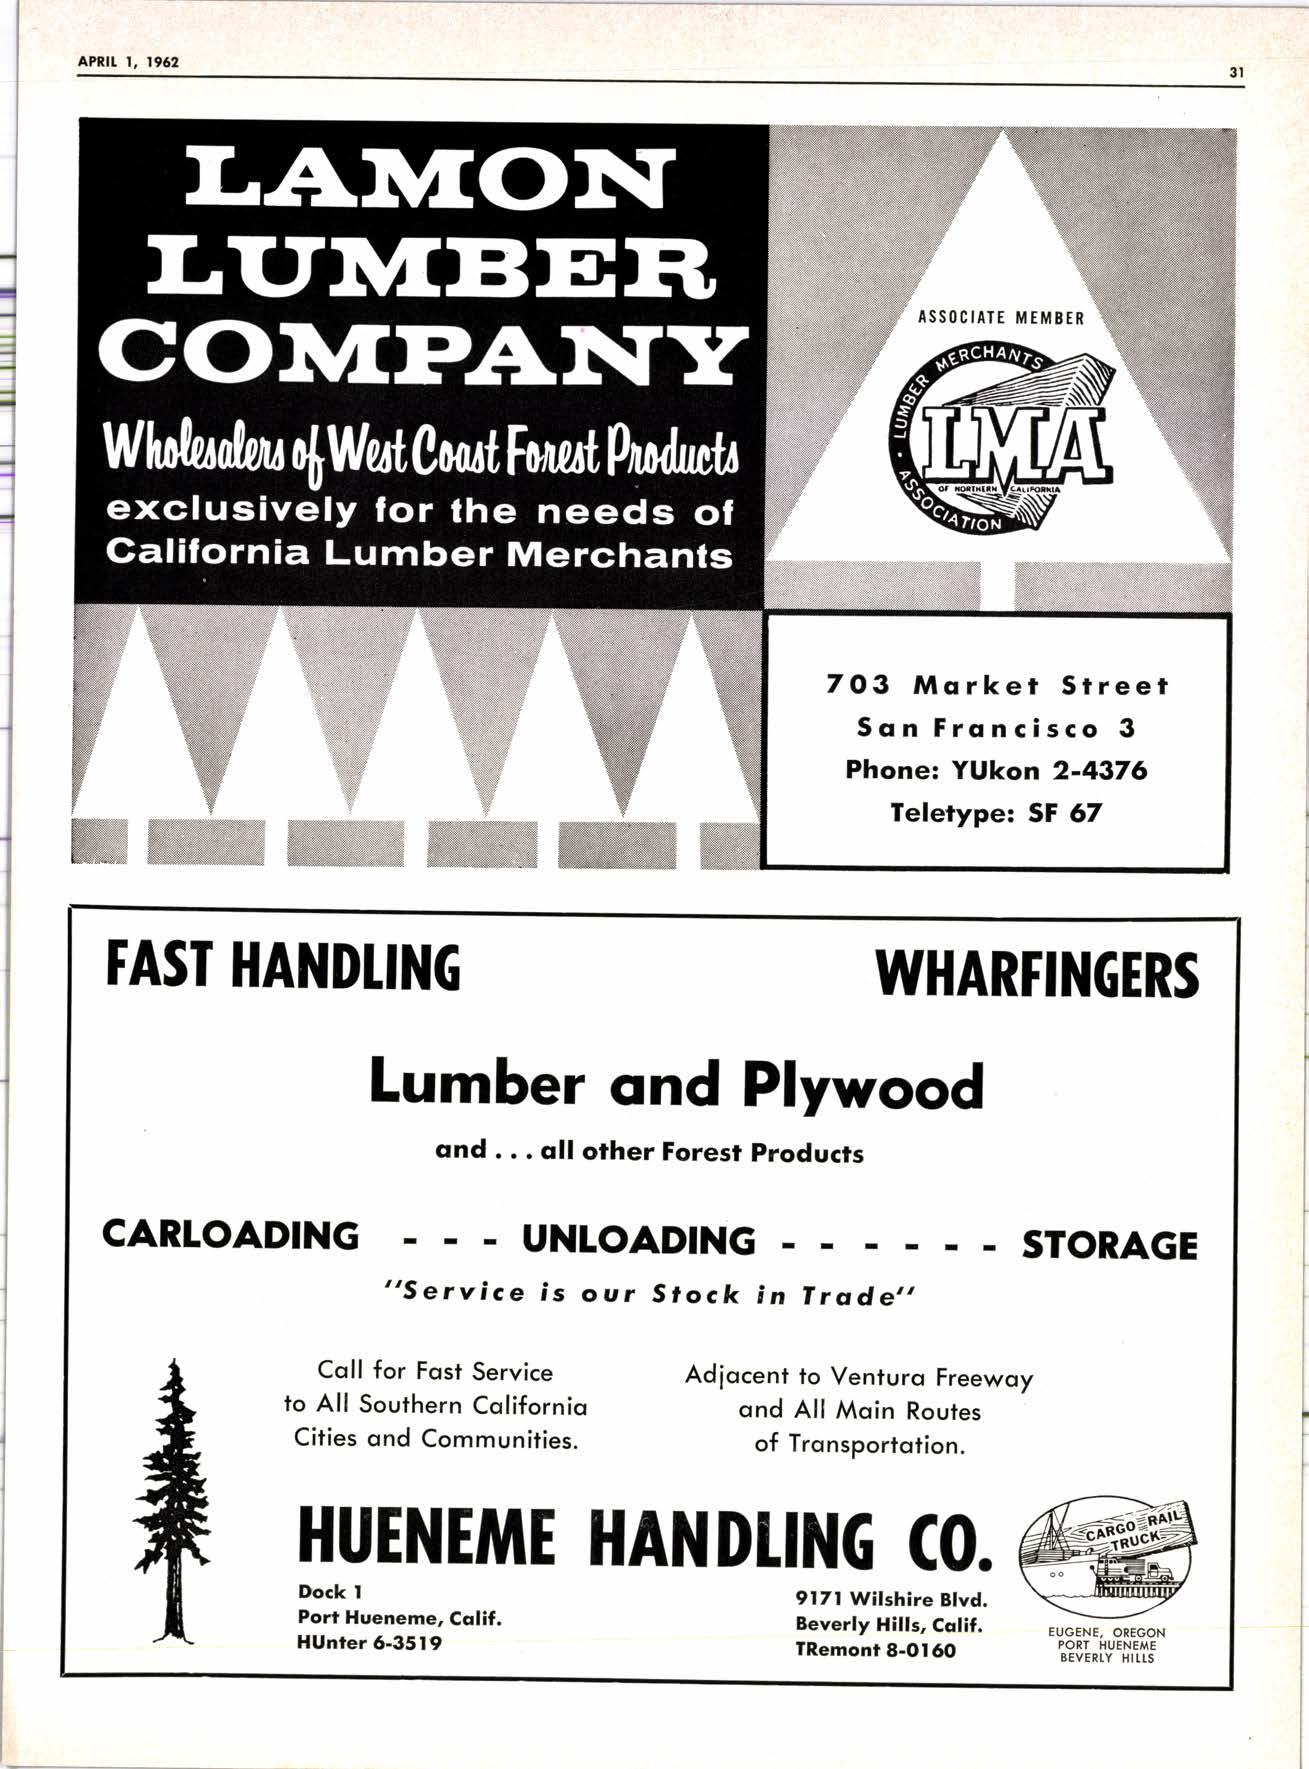 APRIL 1, 1962
31
LAMON
LUMBER
COMPANY
Wholesalers of West Coast Forest Products
exclusively for the needs of
California Lumber Merchants
ASSOCIATE MEMBER
LUMBER MERCHANTS
LMA
OF NORTHERN CALIFORNIA
ASSOCIATION
703 Market Street
San Francisco 3
Phone: YUkon 2-4376
Teletype: SF 67
FAST HANDLING
WHARFINGERS
Lumber and Plywood
and . . . all other Forest Products
CARLOADING - - - UNLOADING - - - - - - STORAGE
"Service is our Stock in Trade"
Call for Fast Service
to All Southern California
Cities and Communities.
Adjacent to Ventura Freeway
and All Main Routes
of Transportation.
HUENEME HANDLING CO.
Dock 1
Port Hueneme, Calif.
HUnter 6-3519
9171 Wilshire Blvd.
Beverly Hills, Calif.
TRemont 8-0160
CARGO RAIL
TRUCK
EUGENE, OREGON
PORT HUENEME
BEVERLY HILLS